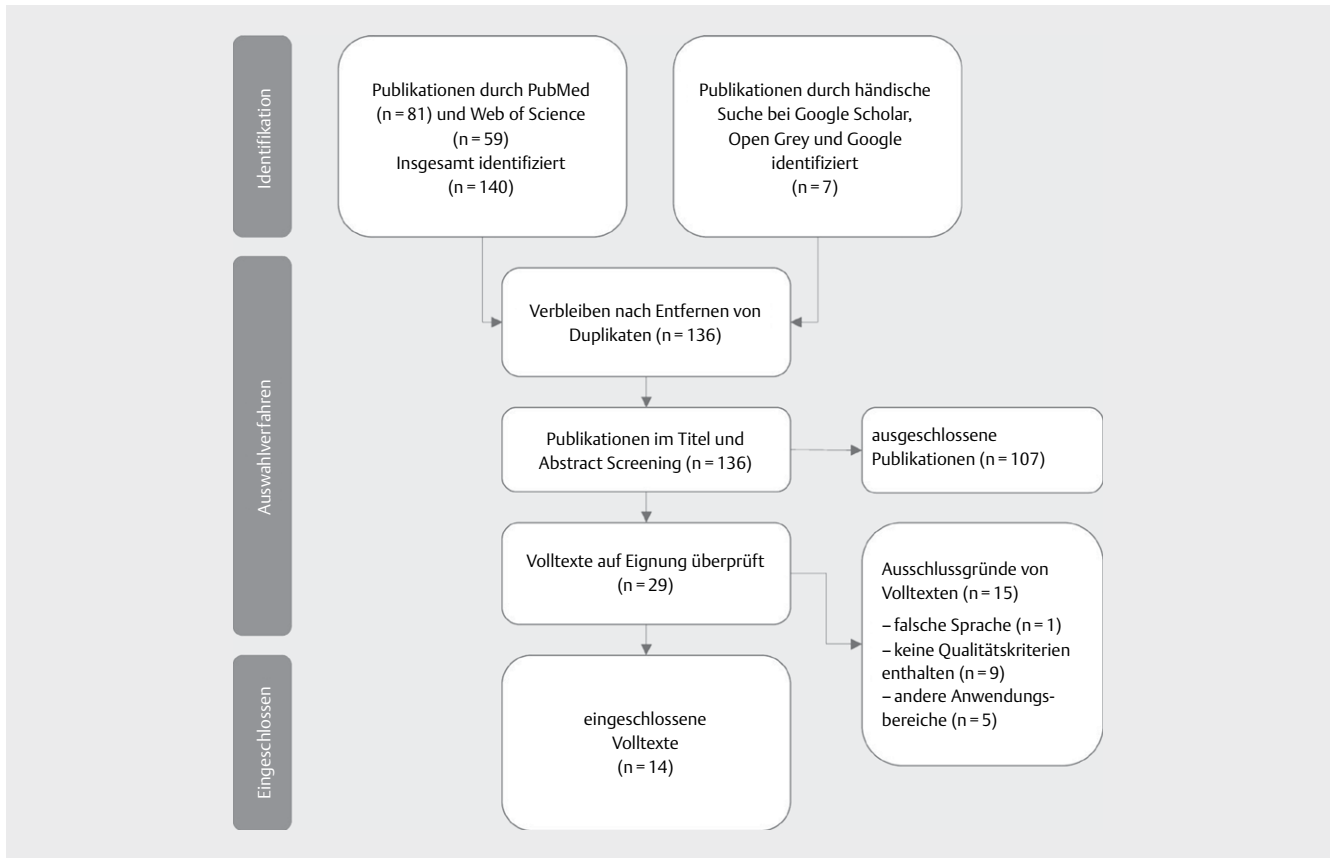 Identifikation
Publikationen durch PubMed
(n = 81) und Web of Science
(n = 59)
Insgesamt identifiziert
(n = 140)
Publikationen durch händische
Suche bei Google Scholar,
Open Grey und Google
identifiziert
(n = 7)
Auswahlverfahren
Verbleiben nach Entfernen von
Duplikaten (n = 136)
Publikationen im Titel und
Abstract Screening (n = 136)
ausgeschlossene
Publikationen (n = 107)
Volltexte auf Eignung überprüft
(n = 29)
Ausschlussgründe von
Volltexten (n = 15)
– falsche Sprache (n = 1)
– keine Qualitätskriterien
enthalten (n = 9)
– andere Anwendungs-
bereiche (n = 5)
Eingeschlossen
eingeschlossene
Volltexte
(n = 14)